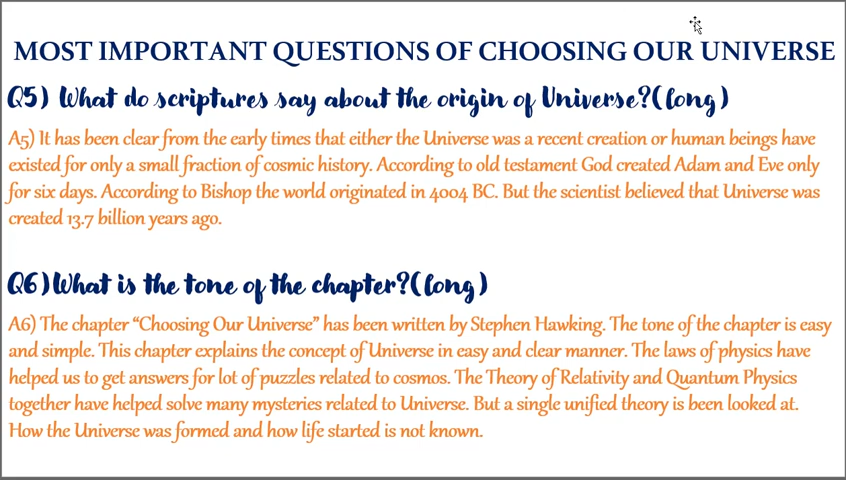 MOST IMPORTANT QUESTIONS OF CHOOSING OUR UNIVERSE
Q5) What do scriptures say about the origin of Universe?(long)
A5) It has been clear from the early times that either the Universe was a recent creation or human beings have
existed for only a small fraction of cosmic history. According to old testament God created Adam and Eve only
for six days. According to Bishop the world originated in 4004 BC. But the scientist believed that Universe was
created 13.7 billion years ago.
Q6)What is the tone of the chapter?(long)
A6) The chapter “Choosing Our Universe” has been written by Stephen Hawking. The tone of the chapter is easy
and simple. This chapter explains the concept of Universe in easy and clear manner. The laws of physics have
helped us to get answers for lot of puzzles related to cosmos. The Theory of Relativity and Quantum Physics
together have helped solve many mysteries related to Universe. But a single unified theory is been looked at.
How the Universe was formed and how life started is not known.